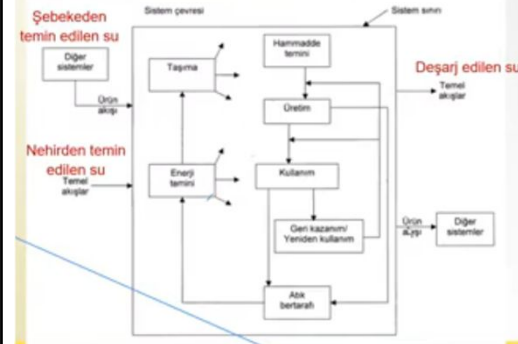 Şebekeden
temin edilen su
Diğer
sistemler
Ürün
akışı
Nehirden temin
edilen su
Temel
akışlar
Sistem çevresi
Sistem sınırı
Taşıma
Enerji
temini
Hammadde
temini
Üretim
Kullanım
Geri kazanım/
Yeniden kullanım
Atık
bertarafı
Deşarj edilen su
Temel
akışlar
Ürün
akışı
Diğer
sistemler